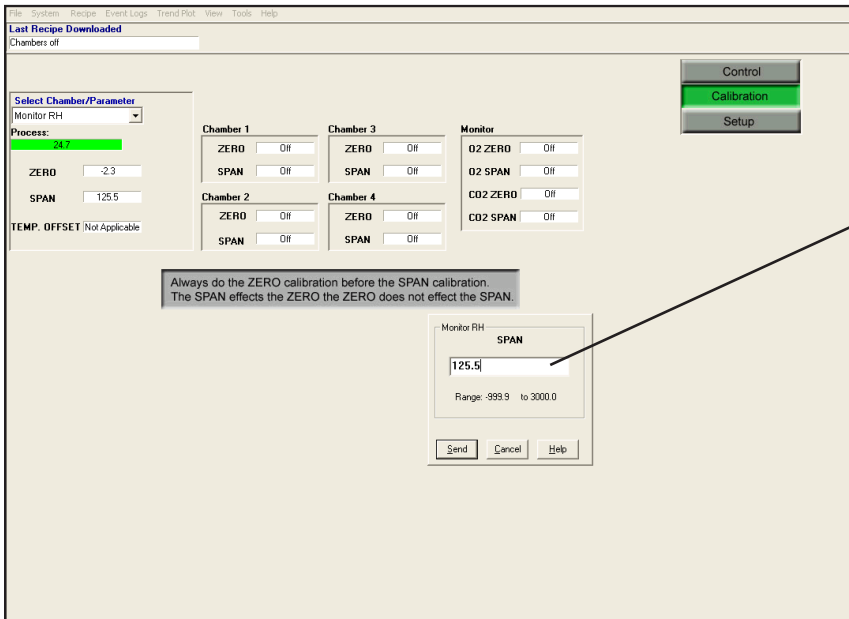 File System Recipe Event Logs Trend Plot View Tools Help
Last Recipe Downloaded
Chambers off
Control
Calibration
Setup
Select Chamber/Parameter
Monitor RH
Process:
24.7
ZERO -2.3
SPAN 125.5
TEMP. OFFSET Not Applicable
Chamber 1
ZERO Off
SPAN Off
Chamber 2
ZERO Off
SPAN Off
Chamber 3
ZERO Off
SPAN Off
Chamber 4
ZERO Off
SPAN Off
Monitor
O2 ZERO Off
O2 SPAN Off
CO2 ZERO Off
CO2 SPAN Off
Always do the ZERO calibration before the SPAN calibration.
The SPAN effects the ZERO the ZERO does not effect the SPAN.
Monitor RH
SPAN
125.5
Range: -999.9 to 3000.0
Send Cancel Help